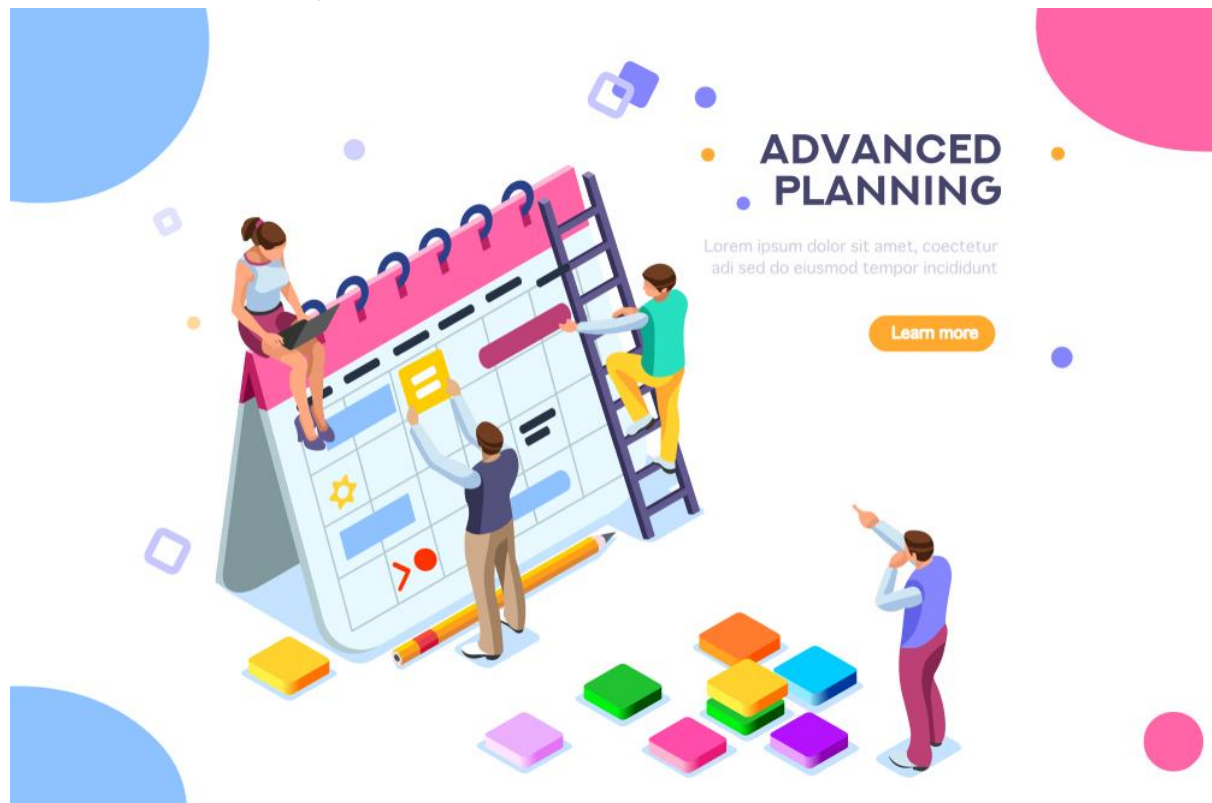 ADVANCED
PLANNING
Lorem ipsum dolor sit amet, coectetur
adi sed do eiusmod tempor incididunt
Learn more